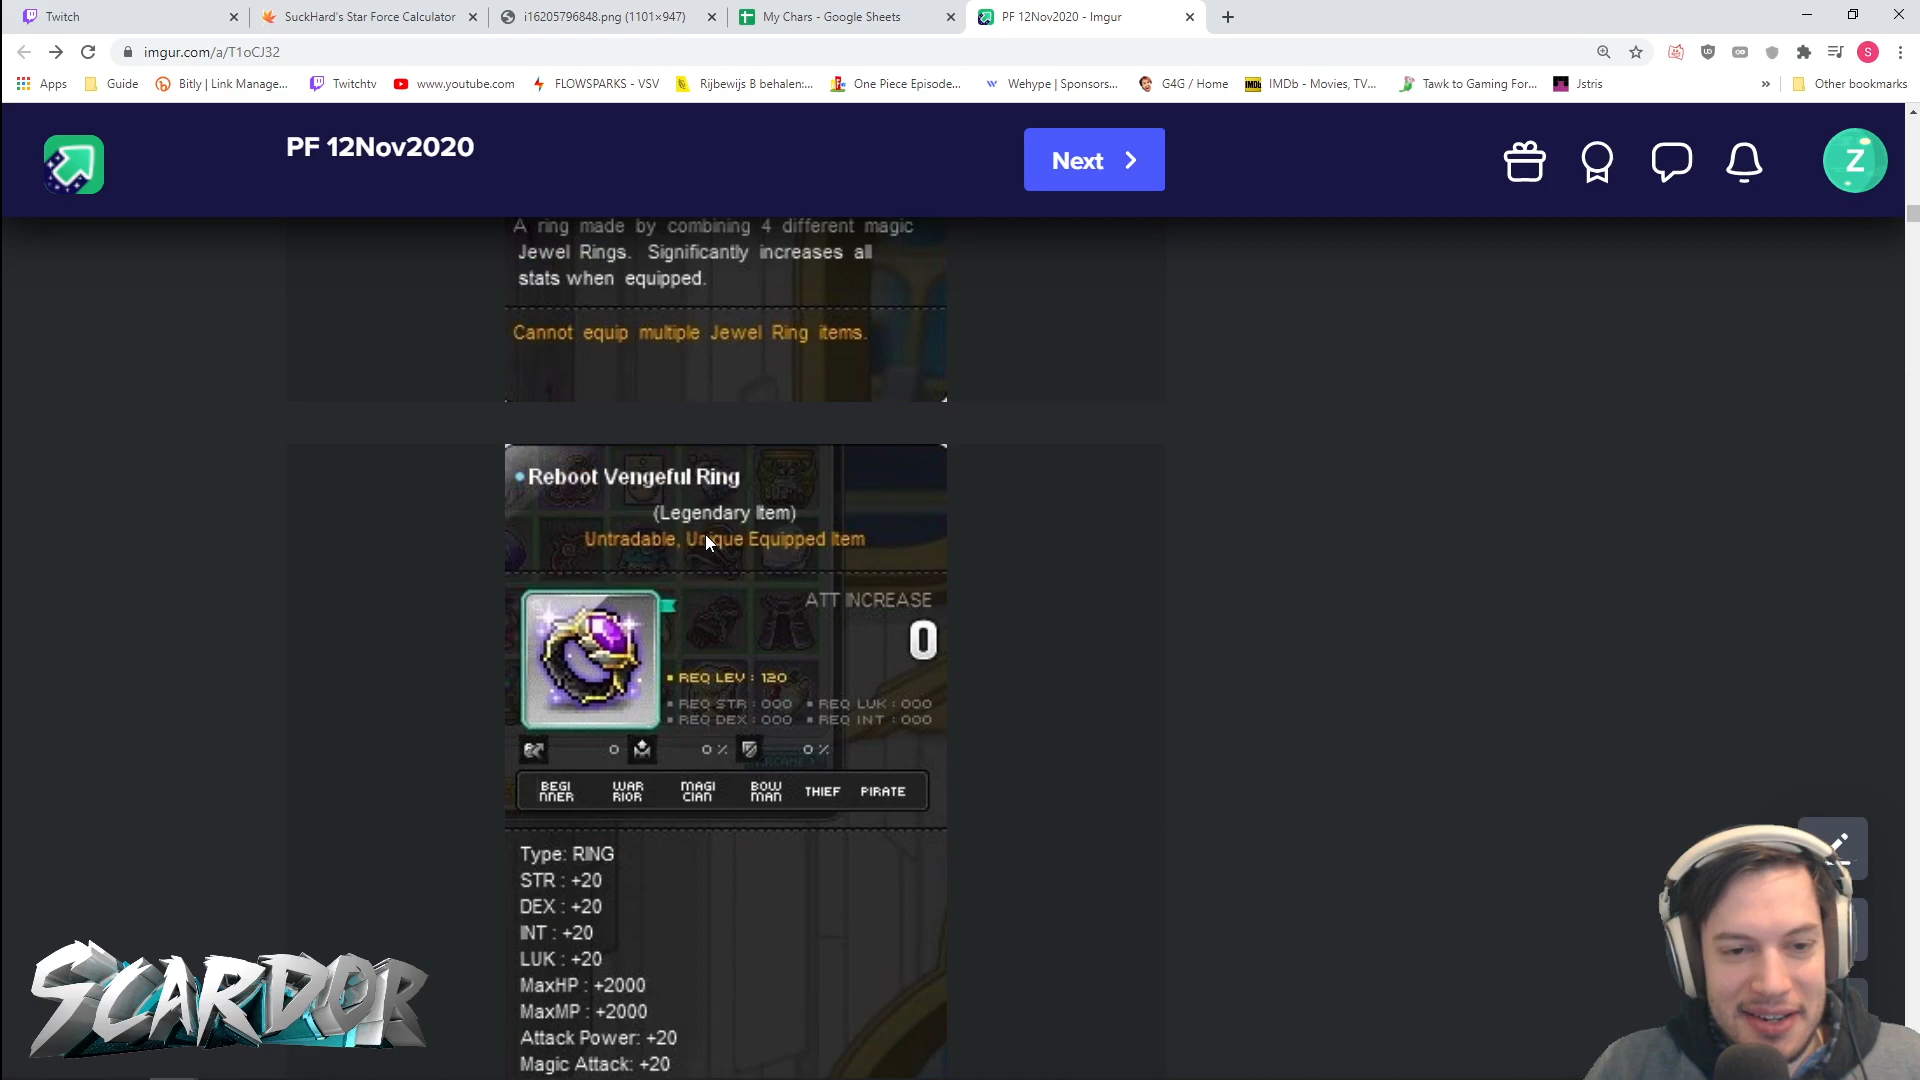 Twitch
SuckHard's Star Force Calculator
i16205796848.png (1101×947)
My Chars - Google Sheets
PF 12Nov2020 - Imgur
imgur.com/a/T1oCJ32
S
Apps
Guide
Bitly | Link Manage...
Twitchtv
www.youtube.com
FLOWSPARKS - VSV
Rijbewijs B behalen:...
One Piece Episode...
Wehype | Sponsors...
G4G / Home
IMDb - Movies, TV...
Tawk to Gaming For...
Jstris
»
Other bookmarks
PF 12Nov2020
Next
Z
A ring made by combining 4 different magic
Jewel Rings. Significantly increases all
stats when equipped.
Cannot equip multiple Jewel Ring items.
Reboot Vengeful Ring
(Legendary Item)
Untradable, Unique Equipped Item
ATT INCREASE
0
REQ LEV : 120
REQ STR : 000
REQ LUK : 000
REQ DEX : 000
REQ INT : 000
0
0 %
0 %
BEGI
NNER
WAR
RIOR
MAGI
CIAN
BOW
MAN
THIEF
PIRATE
Type: RING
STR : +20
DEX : +20
INT : +20
LUK : +20
MaxHP : +2000
MaxMP : +2000
Attack Power: +20
Magic Attack: +20
SCARDOR